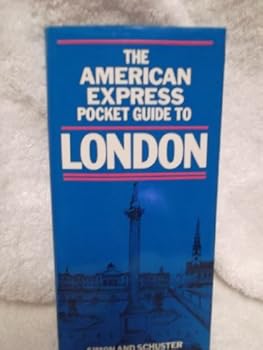 THE
AMERICAN
EXPRESS
POCKET GUIDE TO
LONDON
SIMON AND SCHUSTER